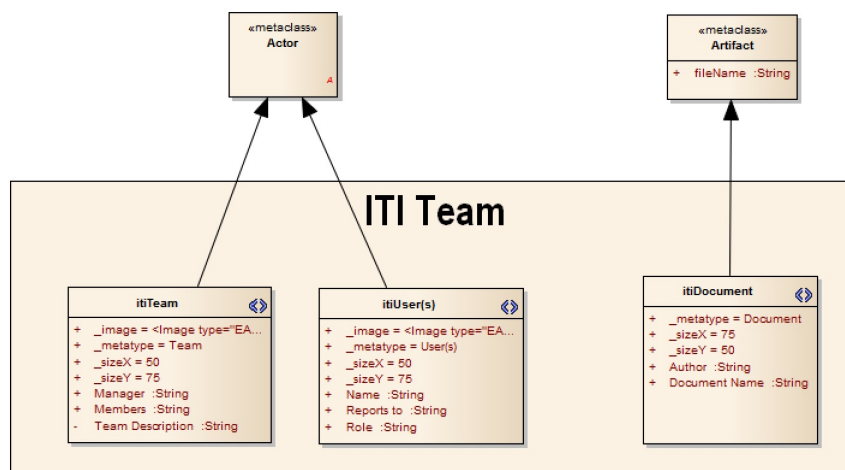 «metaclass»
Actor
A
«metaclass»
Artifact
+ fileName :String
ITI Team
itiTeam
+ _image = <Image type="EA...
+ _metatype = Team
+ _sizeX = 50
+ _sizeY = 75
+ Manager :String
+ Members :String
- Team Description :String
itiUser(s)
+ _image = <Image type="EA...
+ _metatype = User(s)
+ _sizeX = 50
+ _sizeY = 75
+ Name :String
+ Reports to :String
+ Role :String
itiDocument
+ _metatype = Document
+ _sizeX = 75
+ _sizeY = 50
+ Author :String
+ Document Name :String